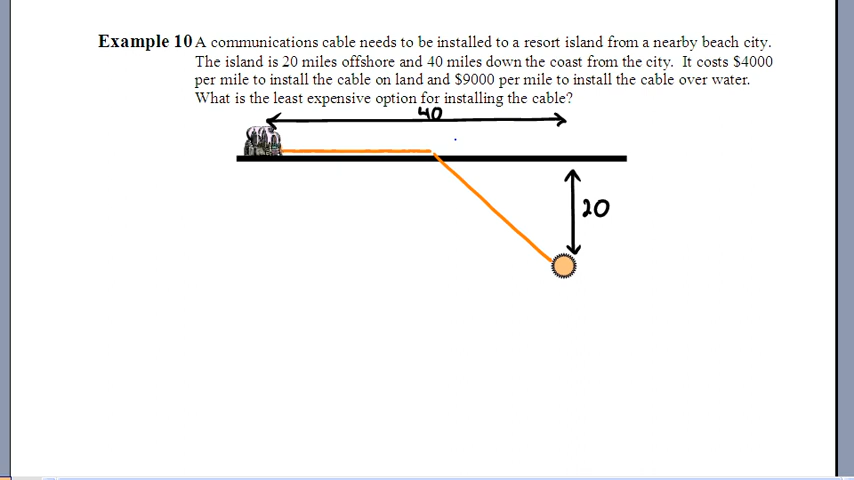 Example 10 A communications cable needs to be installed to a resort island from a nearby beach city.
The island is 20 miles offshore and 40 miles down the coast from the city. It costs $4000
per mile to install the cable on land and $9000 per mile to install the cable over water.
What is the least expensive option for installing the cable?
40
20